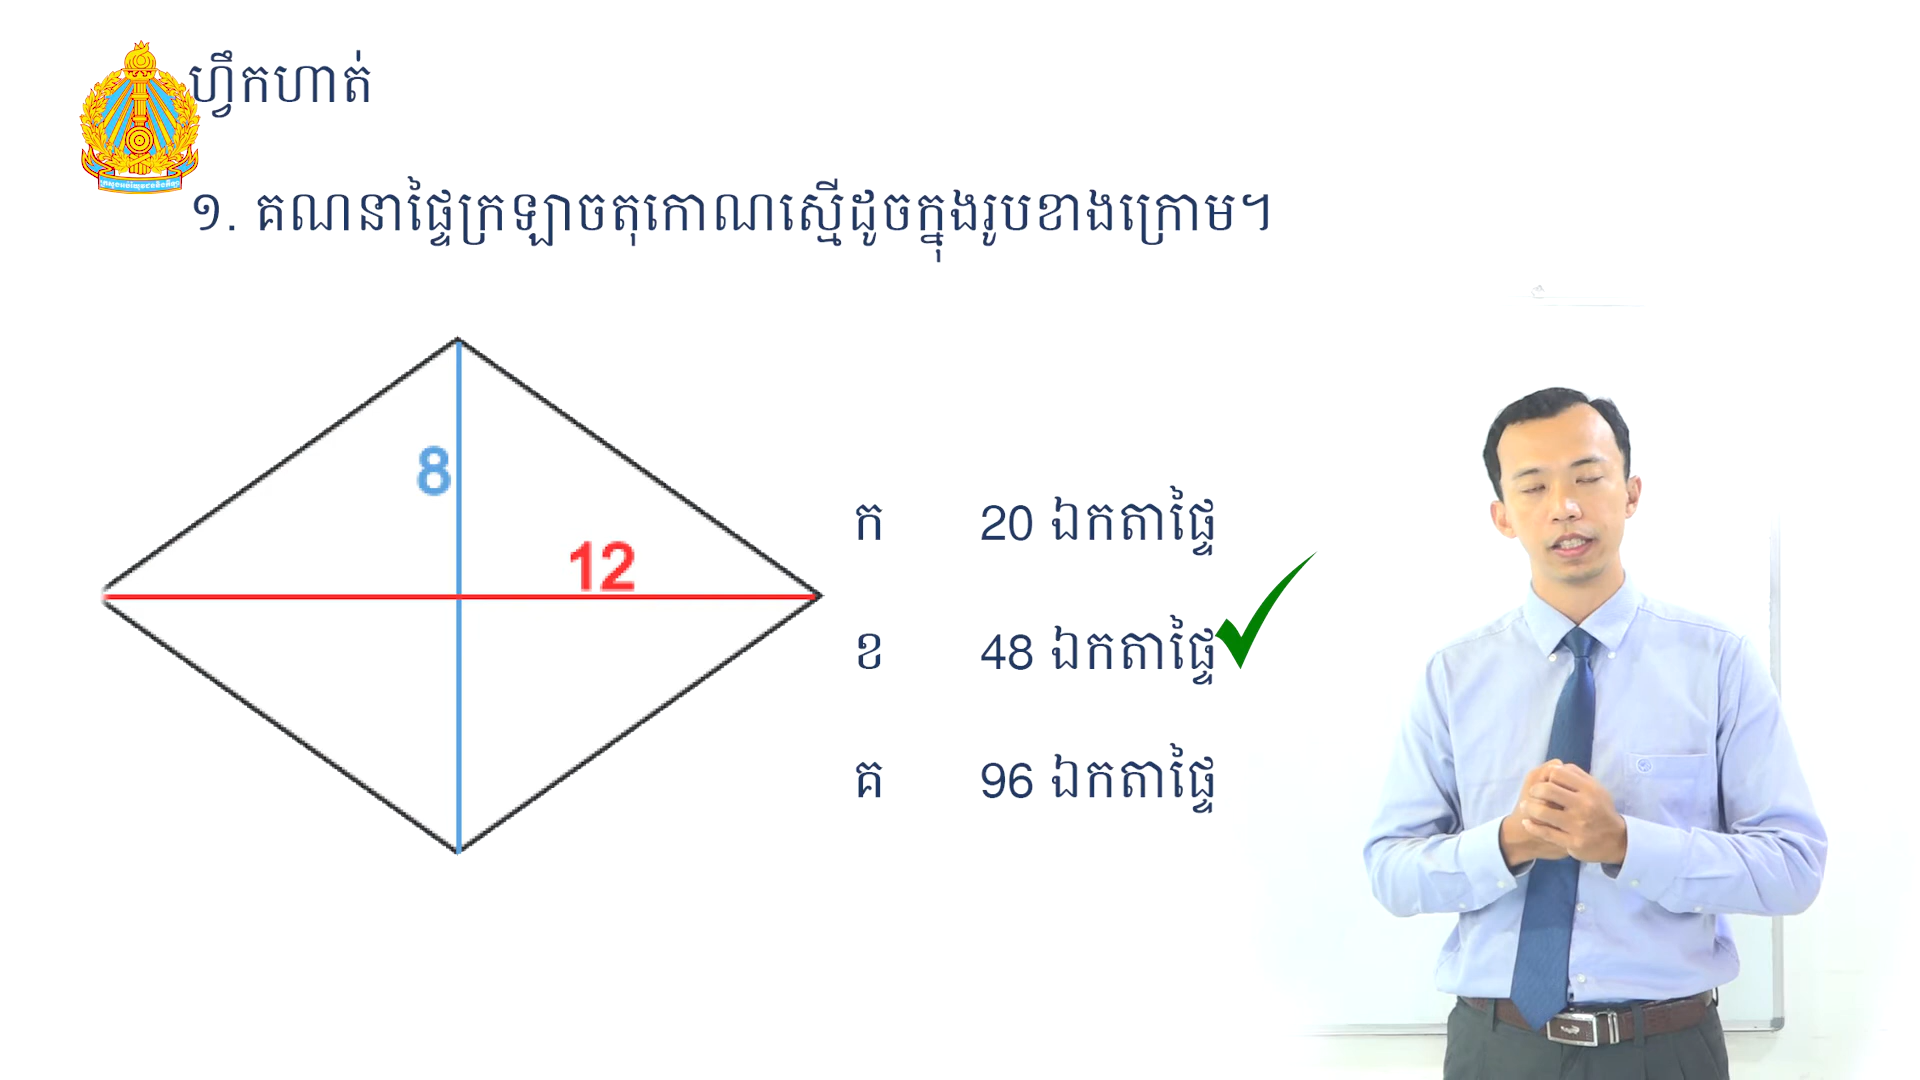 ហ្វឹកហាត់
១. គណនាផ្ទៃក្រឡាចតុកោណស្មើដូចក្នុងរូបខាងក្រោម។
8
12
ក 20 ឯកតាផ្ទៃ
ខ 48 ឯកតាផ្ទៃ
គ 96 ឯកតាផ្ទៃ